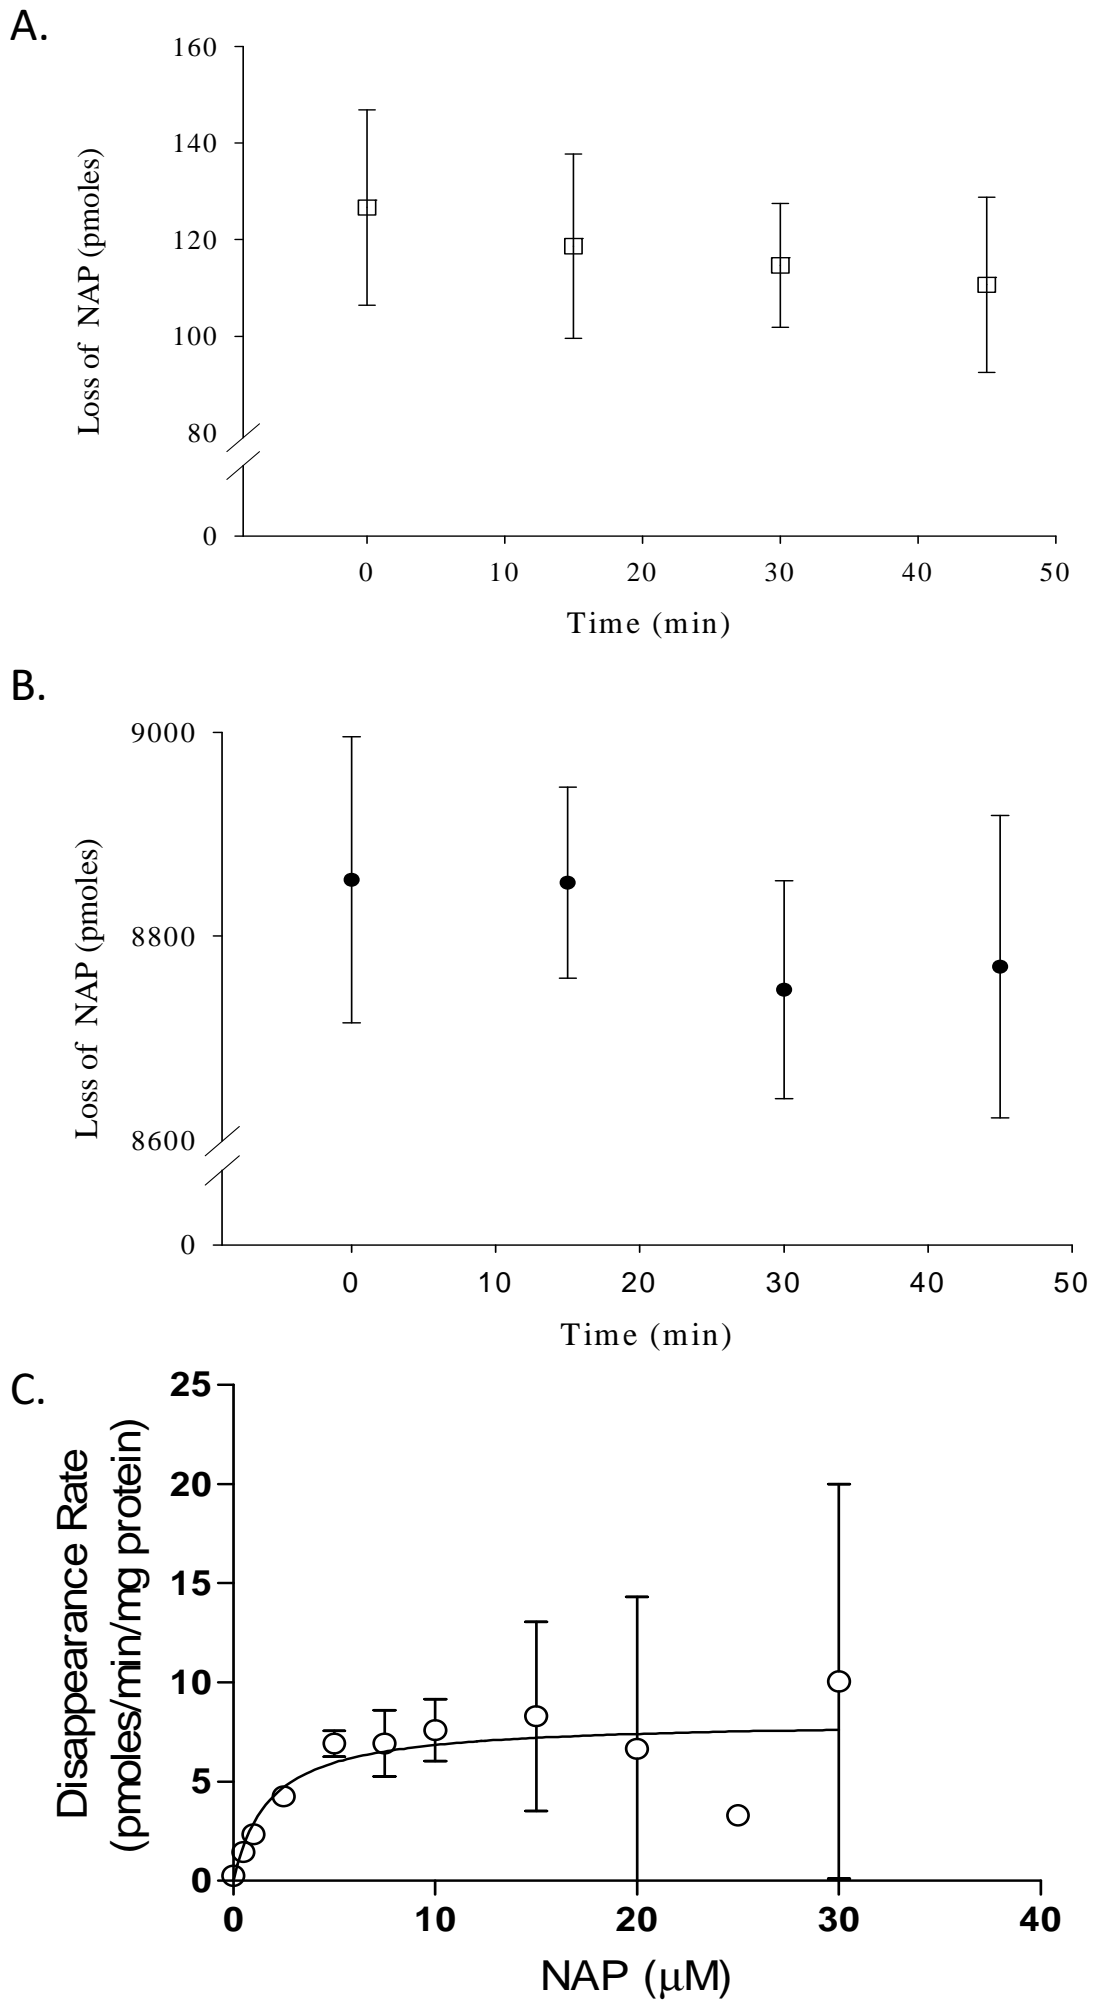 A.
160
140
120
100
80
0
Loss of NAP (pmoles)
0 10 20 30 40 50
Time (min)
B.
9000
8800
8600
0
Loss of NAP (pmoles)
0 10 20 30 40 50
Time (min)
C.
25
20
15
10
5
0
Disappearance Rate
(pmoles/min/mg protein)
0 10 20 30 40
NAP (μM)